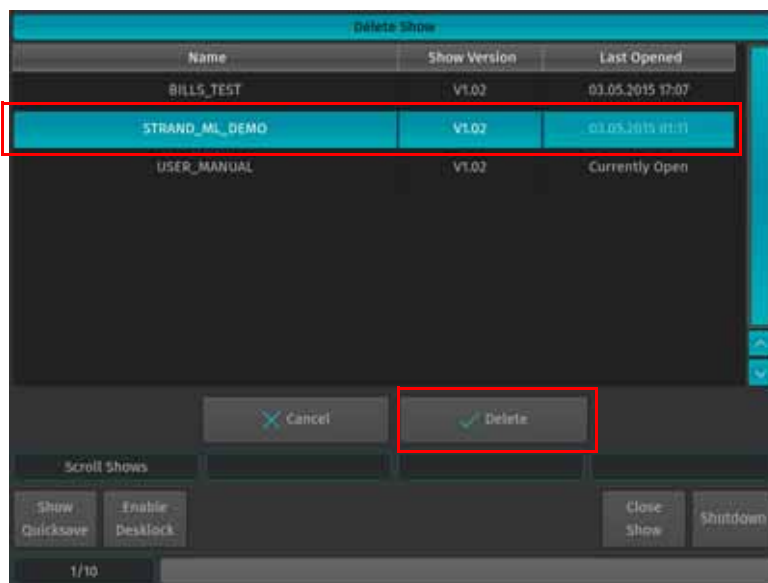 Delete Show
Name Show Version Last Opened
BILLS_TEST V1.02 03.05.2015 17:07
STRAND_ML_DEMO V1.02 03.05.2015 01:11
USER_MANUAL V1.02 Currently Open
Cancel Delete
Scroll Shows
Show Enable Close Shutdown
Quicksave Desklock Show
1/10